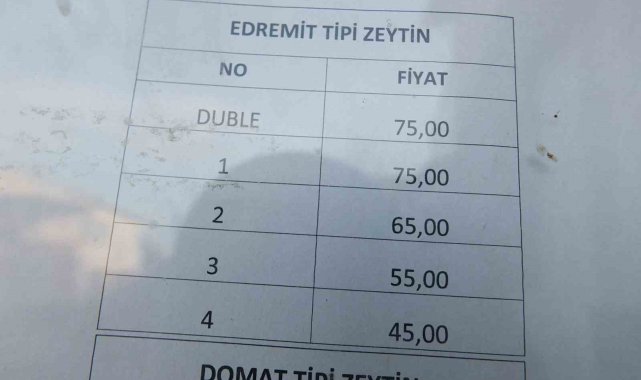 EDREMİT TİPİ ZEYTİN
NO FİYAT
DUBLE 75,00
1 75,00
2 65,00
3 55,00
4 45,00
DOMAT TİPİ ZEYTİN